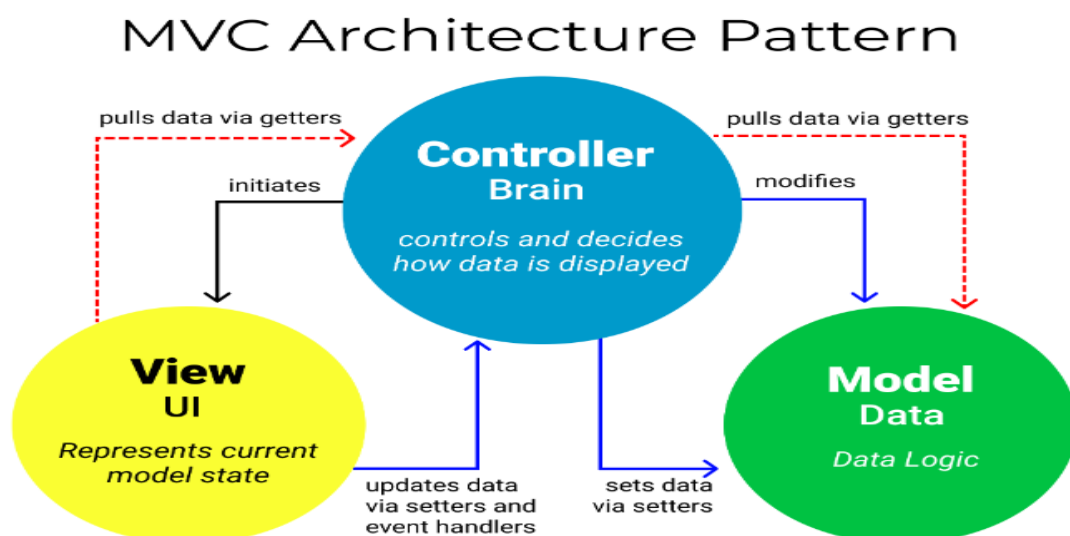 MVC Architecture Pattern
pulls data via getters
pulls data via getters
Controller
Brain
initiates
modifies
controls and decides
how data is displayed
View
UI
Represents current
model state
Model
Data
Data Logic
updates data
via setters and
event handlers
sets data
via setters